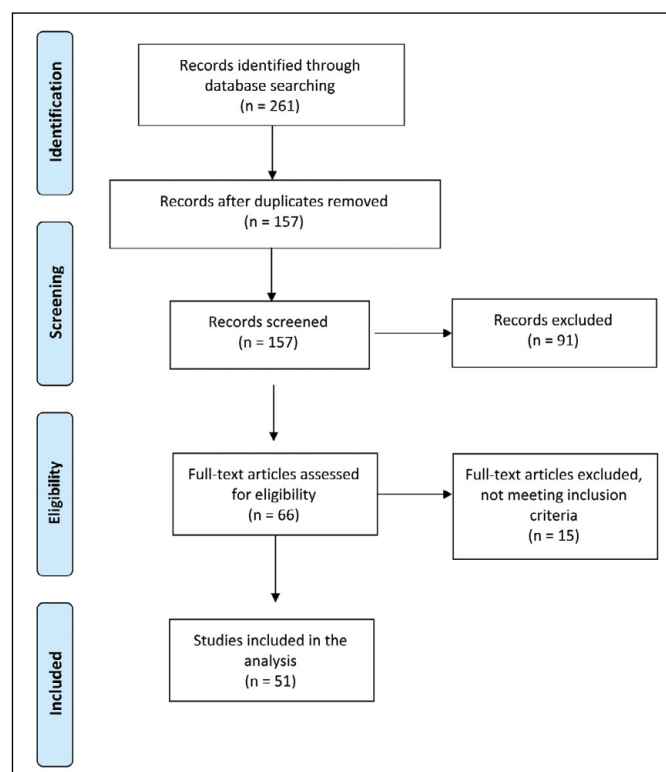 Identification
Records identified through
database searching
(n = 261)
Records after duplicates removed
(n = 157)
Screening
Records screened
(n = 157)
Records excluded
(n = 91)
Eligibility
Full-text articles assessed
for eligibility
(n = 66)
Full-text articles excluded,
not meeting inclusion
criteria
(n = 15)
Included
Studies included in the
analysis
(n = 51)